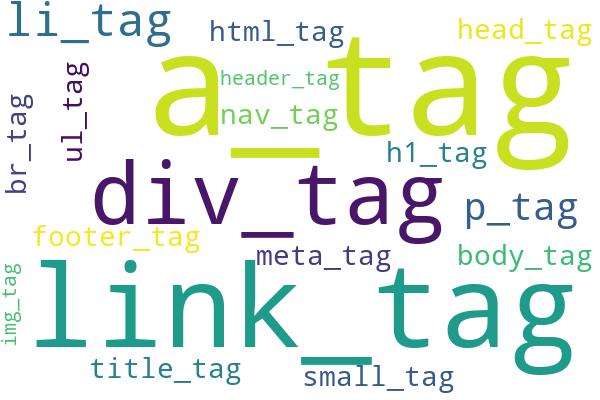 li_tag
html_tag
head_tag
a_tag
header_tag
nav_tag
ul_tag
br_tag
h1_tag
div_tag
p_tag
footer_tag
meta_tag
body_tag
link_tag
img_tag
title_tag
small_tag